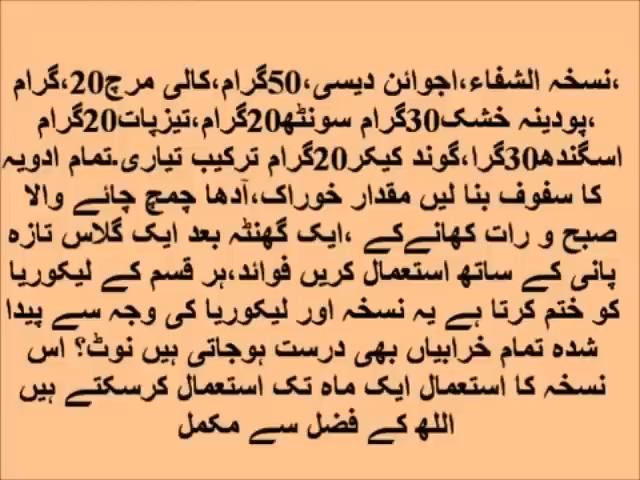 نسخہ الشفاء،اجوائن دیسی،50گرام،کالی مرچ20،گرام،
پودینہ خشک30گرام سونٹھ20گرام،تیزپات20گرام،
اسگندھ30گرا،گوند کیکر20گرام ترکیب تیاری۔تمام ادویہ
کا سفوف بنا لیں مقدار خوراک،آدھا چمچ چائے والا
صبح و رات کھانےکے ،ایک گھنٹہ بعد ایک گلاس تازہ
پانی کے ساتھ استعمال کریں فوائد،ہر قسم کے لیکوریا
کو ختم کرتا ہے یہ نسخہ اور لیکوریا کی وجہ سے پیدا
شدہ تمام خرابیاں بھی درست ہوجاتی ہیں نوٹ؟ اس
نسخہ کا استعمال ایک ماہ تک استعمال کرسکتے ہیں
اللھ کے فضل سے مکمل